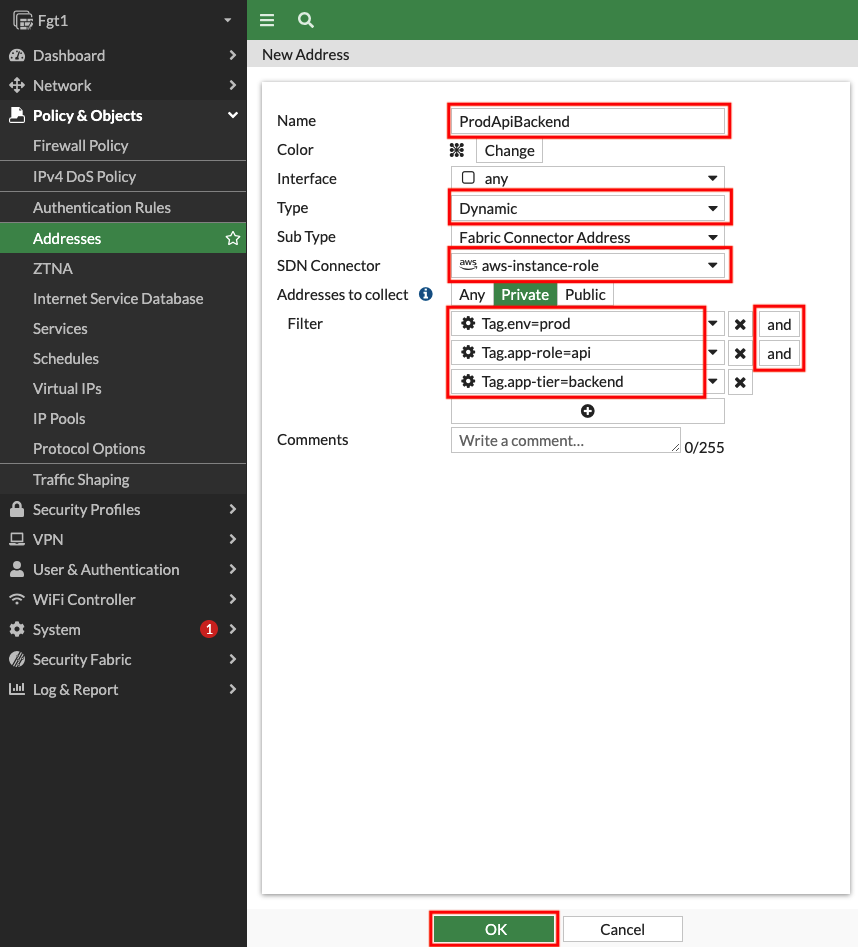 Fgt1
Dashboard
Network
Policy & Objects
Firewall Policy
IPv4 DoS Policy
Authentication Rules
Addresses
ZTNA
Internet Service Database
Services
Schedules
Virtual IPs
IP Pools
Protocol Options
Traffic Shaping
Security Profiles
VPN
User & Authentication
WiFi Controller
System 1
Security Fabric
Log & Report
New Address
Name ProdApiBackend
Color Change
Interface any
Type Dynamic
Sub Type Fabric Connector Address
SDN Connector aws aws-instance-role
Addresses to collect Any Private Public
Filter Tag.env=prod and
Tag.app-role=api and
Tag.app-tier=backend
Comments Write a comment... 0/255
OK Cancel